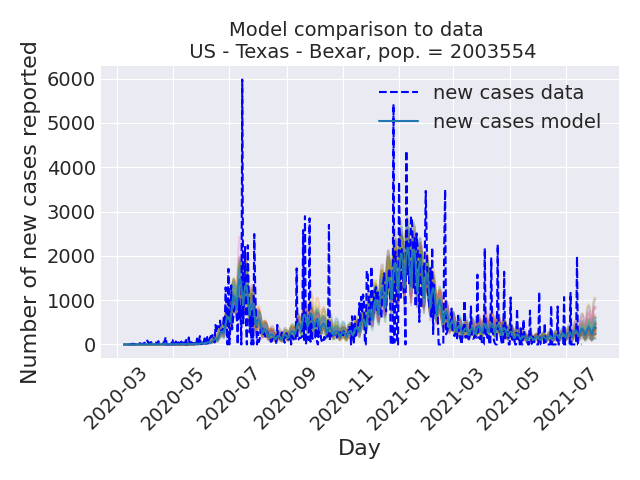 Model comparison to data
US - Texas - Bexar, pop. = 2003554
Number of new cases reported
6000
5000
4000
3000
2000
1000
0
new cases data
new cases model
2020-03
2020-05
2020-07
2020-09
2020-11
2021-01
2021-03
2021-05
2021-07
Day